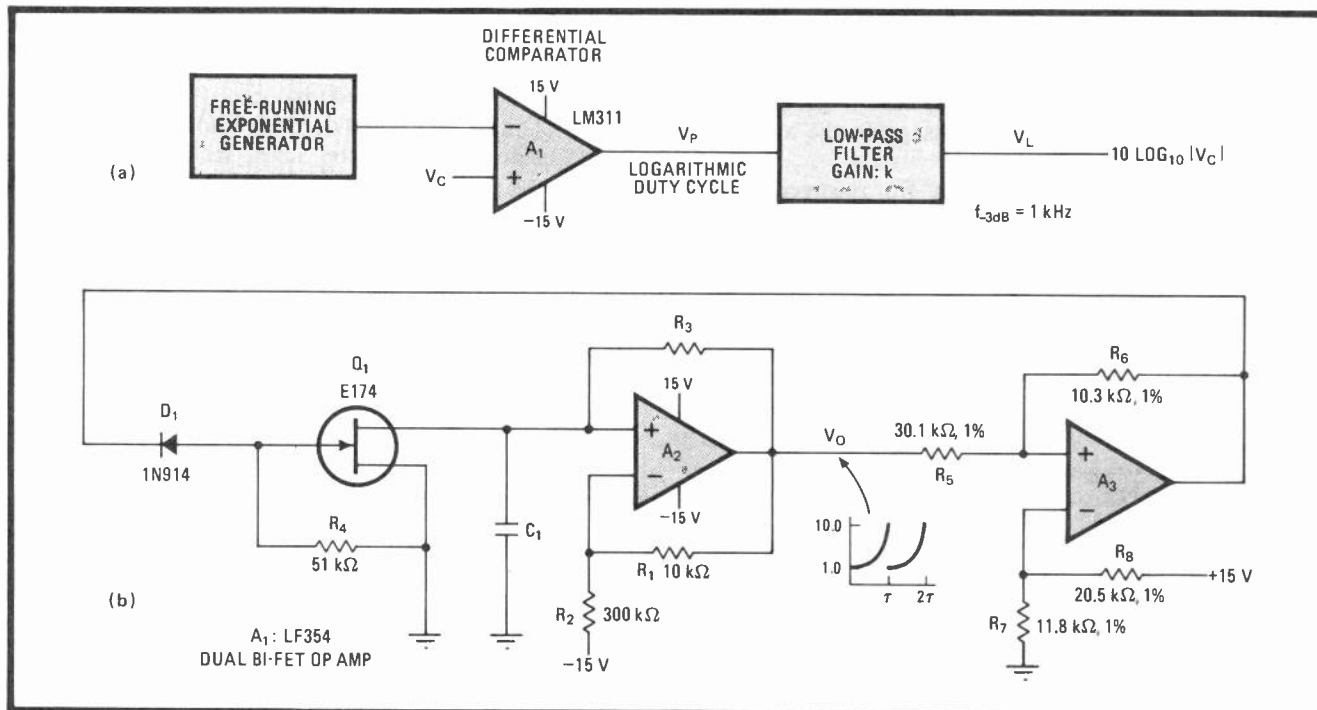 DIFFERENTIAL
COMPARATOR
15 V
LM311
FREE-RUNNING
EXPONENTIAL
GENERATOR
−
A1
+
VC
−15 V
VP
LOGARITHMIC
DUTY CYCLE
LOW-PASS
FILTER
GAIN: k
VL
10 LOG10 |VC|
f−3dB = 1 kHz
(a)
R3
Q1
E174
D1
1N914
R4
51 kΩ
C1
15 V
+
A2
−
−15 V
R1 10 kΩ
R2
300 kΩ
−15 V
VO
30.1 kΩ, 1%
R5
10.0
1.0
τ
2τ
R6
10.3 kΩ, 1%
+
A3
−
R8
20.5 kΩ, 1%
+15 V
R7
11.8 kΩ, 1%
(b)
A1: LF354
DUAL BI-FET OP AMP